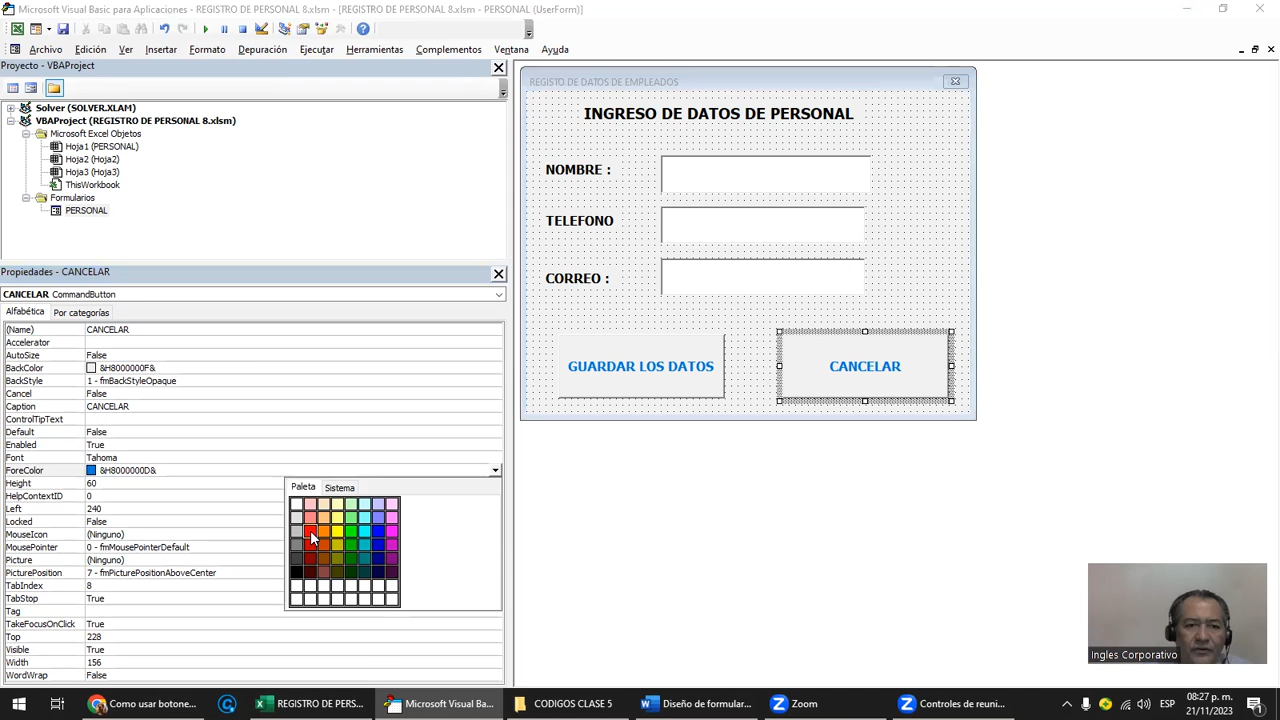 Microsoft Visual Basic para Aplicaciones - REGISTRO DE PERSONAL 8.xlsm - [REGISTRO DE PERSONAL 8.xlsm - PERSONAL (UserForm)]
Archivo Edición Ver Insertar Formato Depuración Ejecutar Herramientas Complementos Ventana Ayuda
Proyecto - VBAProject
Solver (SOLVER.XLAM)
VBAProject (REGISTRO DE PERSONAL 8.xlsm)
Microsoft Excel Objetos
Hoja1 (PERSONAL)
Hoja2 (Hoja2)
Hoja3 (Hoja3)
ThisWorkbook
Formularios
PERSONAL
Propiedades - CANCELAR
CANCELAR CommandButton
Alfabética Por categorías
(Name) CANCELAR
Accelerator
AutoSize False
BackColor &H8000000F&
BackStyle 1 - fmBackStyleOpaque
Cancel False
Caption CANCELAR
ControlTipText
Default False
Enabled True
Font Tahoma
ForeColor &H8000000D&
Height 60
HelpContextID 0
Left 240
Locked False
MouseIcon (Ninguno)
MousePointer 0 - fmMousePointerDefault
Picture (Ninguno)
PicturePosition 7 - fmPicturePositionAboveCenter
TabIndex 8
TabStop True
Tag
TakeFocusOnClick True
Top 228
Visible True
Width 156
WordWrap False
Paleta Sistema
REGISTO DE DATOS DE EMPLEADOS
INGRESO DE DATOS DE PERSONAL
NOMBRE :
TELEFONO
CORREO :
GUARDAR LOS DATOS CANCELAR
Ingles Corporativo
Como usar botone... REGISTRO DE PERS... Microsoft Visual Ba... CODIGOS CLASE 5 Diseño de formular... Zoom Controles de reuni... ESP 08:27 p. m.
21/11/2023